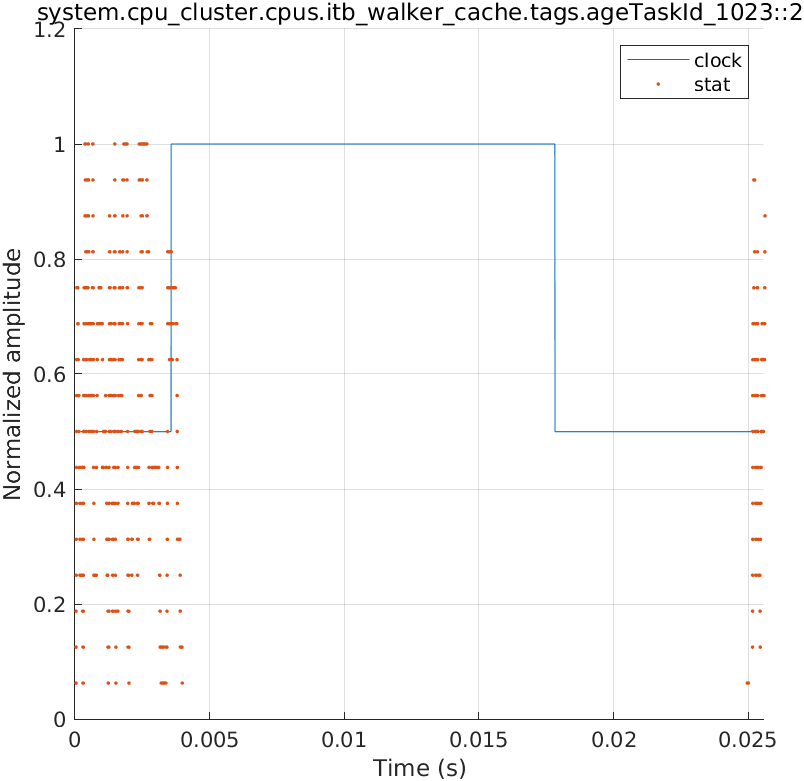 system.cpu_cluster.cpus.itb_walker_cache.tags.ageTaskId_1023::2
1.2
clock
stat
1
0.8
0.6
0.4
0.2
0
Normalized amplitude
0 0.005 0.01 0.015 0.02 0.025
Time (s)